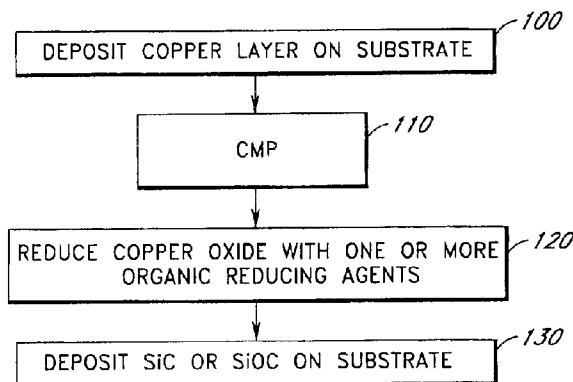 100
DEPOSIT COPPER LAYER ON SUBSTRATE
110
CMP
120
REDUCE COPPER OXIDE WITH ONE OR MORE
ORGANIC REDUCING AGENTS
130
DEPOSIT SiC OR SiOC ON SUBSTRATE